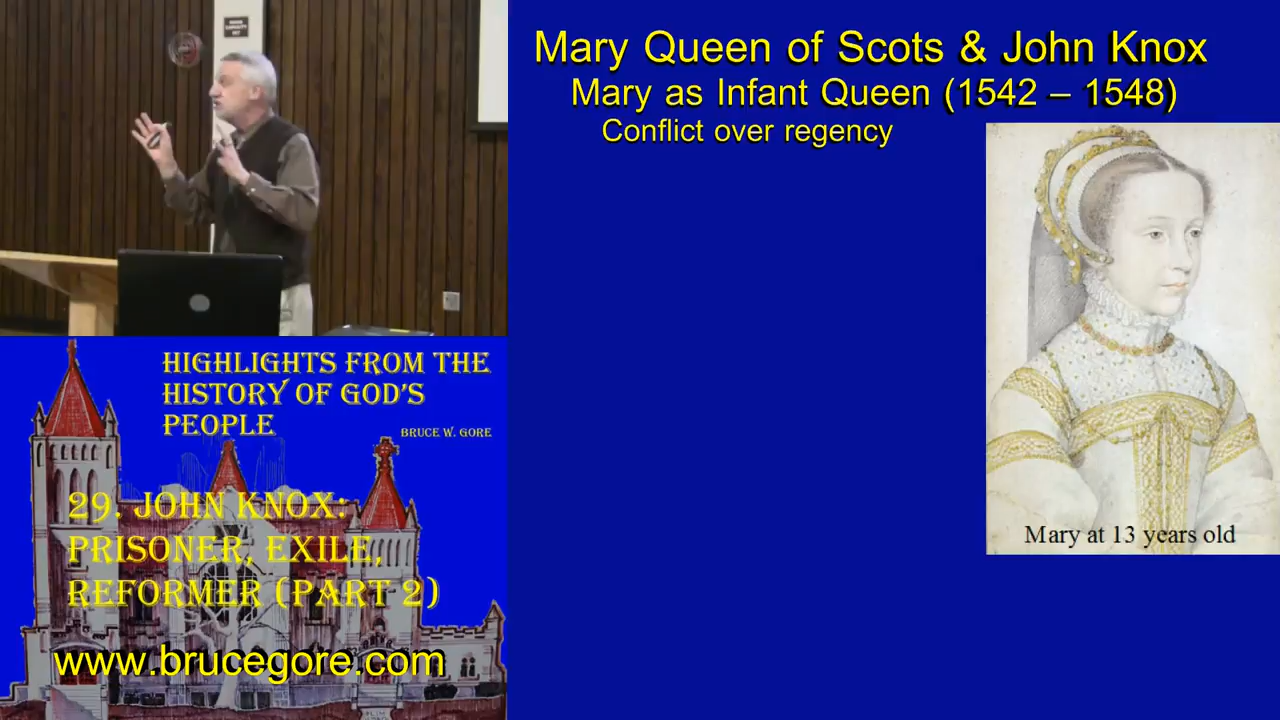 Mary Queen of Scots & John Knox
Mary as Infant Queen (1542 – 1548)
Conflict over regency
Mary at 13 years old
HIGHLIGHTS FROM THE
HISTORY OF GOD'S
PEOPLE
BRUCE W. GORE
29. JOHN KNOX:
PRISONER, EXILE,
REFORMER (PART 2)
www.brucegore.com